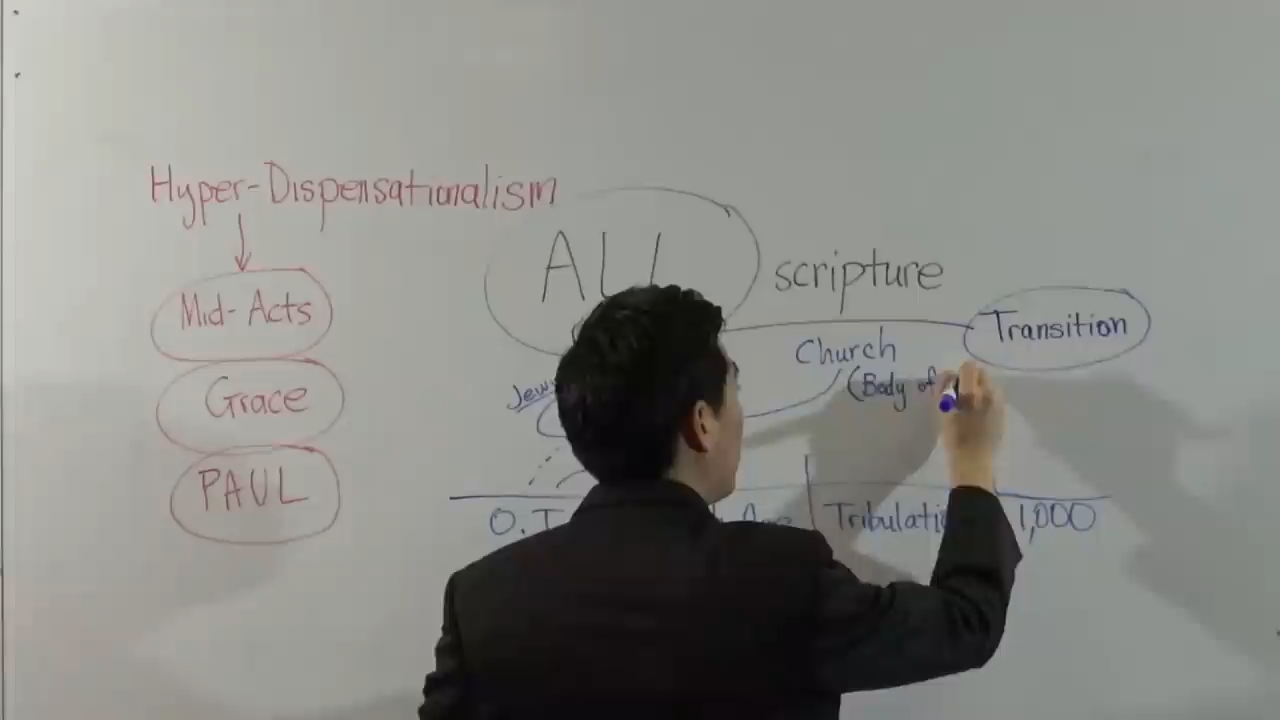 Hyper-Dispensationalism
Mid-Acts
Grace
PAUL
ALL
scripture
Transition
Church
(Body of
O.T
Tribulati
1,000